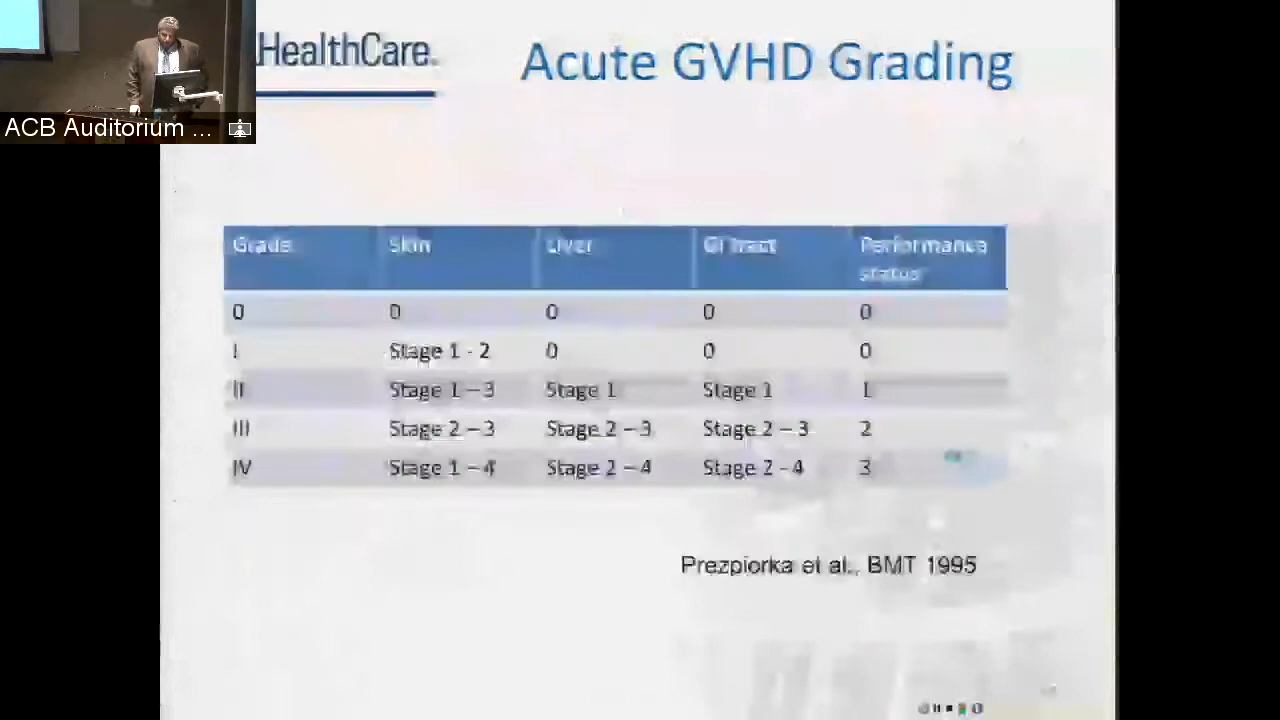 HealthCare.
Acute GVHD Grading
ACB Auditorium ...
Grade Skin Liver GI tract Performance status
0 0 0 0 0
I Stage 1 - 2 0 0 0
II Stage 1 – 3 Stage 1 Stage 1 1
III Stage 2 – 3 Stage 2 – 3 Stage 2 – 3 2
IV Stage 1 – 4 Stage 2 – 4 Stage 2 - 4 3
Prezpiorka et al., BMT 1995